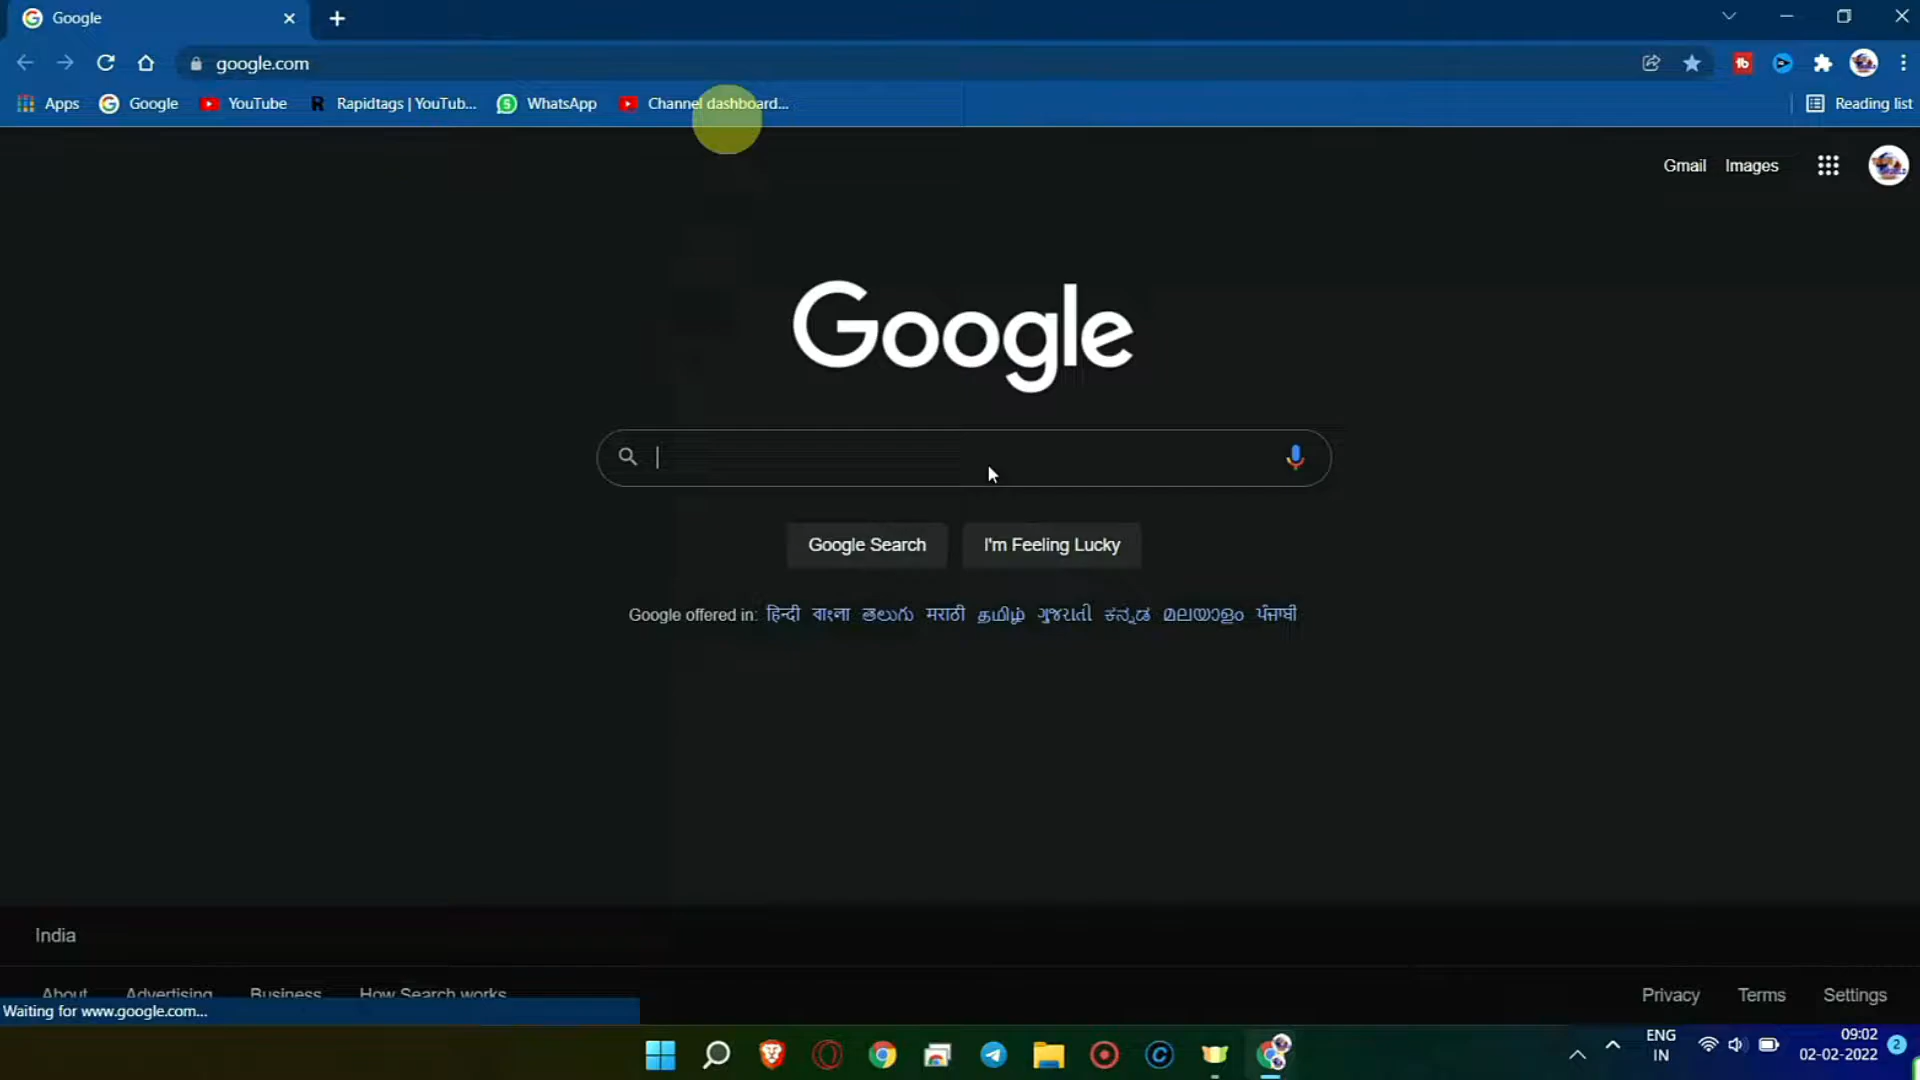 Google
google.com
Apps Google YouTube Rapidtags | YouTub... WhatsApp Channel dashboard... Reading list
Gmail Images
Google
Google Search I'm Feeling Lucky
Google offered in: हिन्दी বাংলা తెలుగు मराठी தமிழ் ગુજરાતી ಕನ್ನಡ മലയാളം ਪੰਜਾਬੀ
India
About Advertising Business How Search works Privacy Terms Settings
Waiting for www.google.com...
ENG 09:02
IN 02-02-2022 2